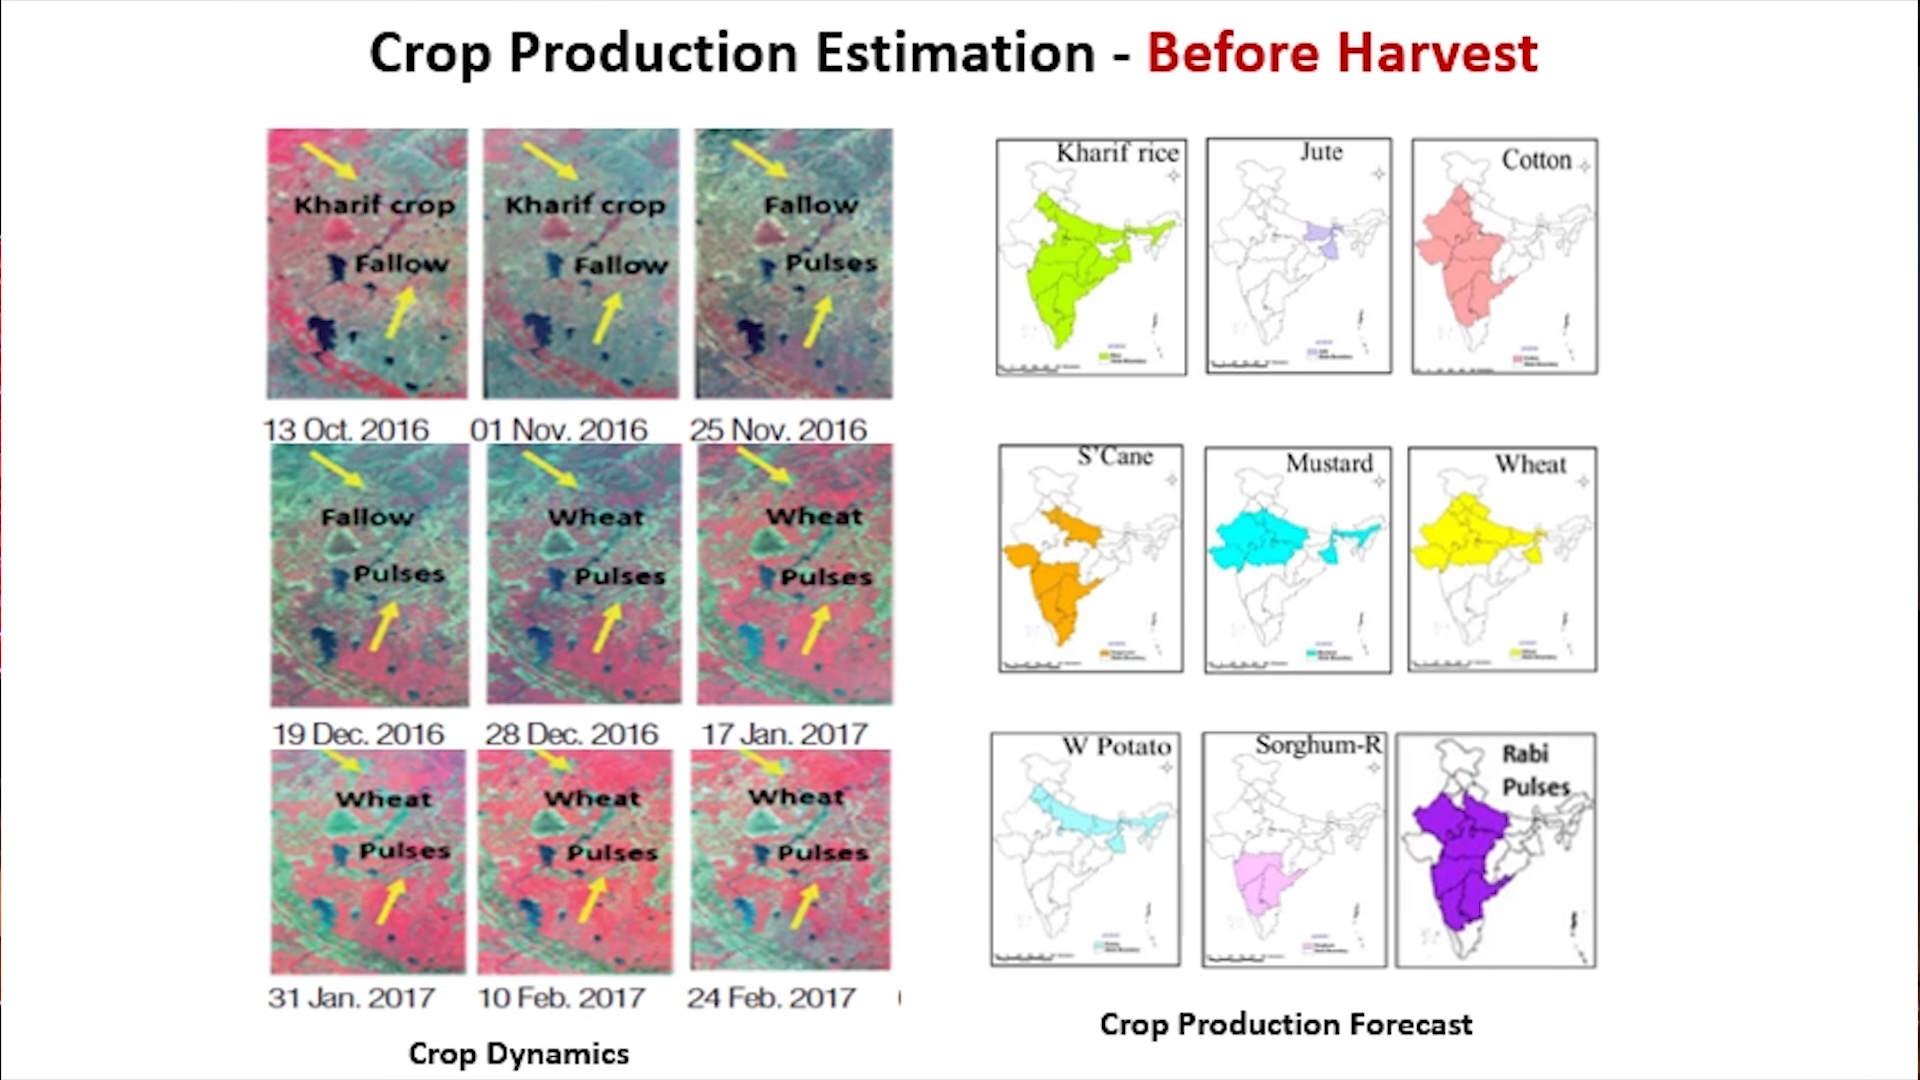 Crop Production Estimation - Before Harvest
Kharif crop
Fallow
13 Oct. 2016
Kharif crop
Fallow
01 Nov. 2016
Fallow
Pulses
25 Nov. 2016
Fallow
Pulses
19 Dec. 2016
Wheat
Pulses
28 Dec. 2016
Wheat
Pulses
17 Jan. 2017
Wheat
Pulses
31 Jan. 2017
Wheat
Pulses
10 Feb. 2017
Wheat
Pulses
24 Feb. 2017
Crop Dynamics
Kharif rice
Jute
Cotton
S'Cane
Mustard
Wheat
W Potato
Sorghum-R
Rabi
Pulses
Crop Production Forecast